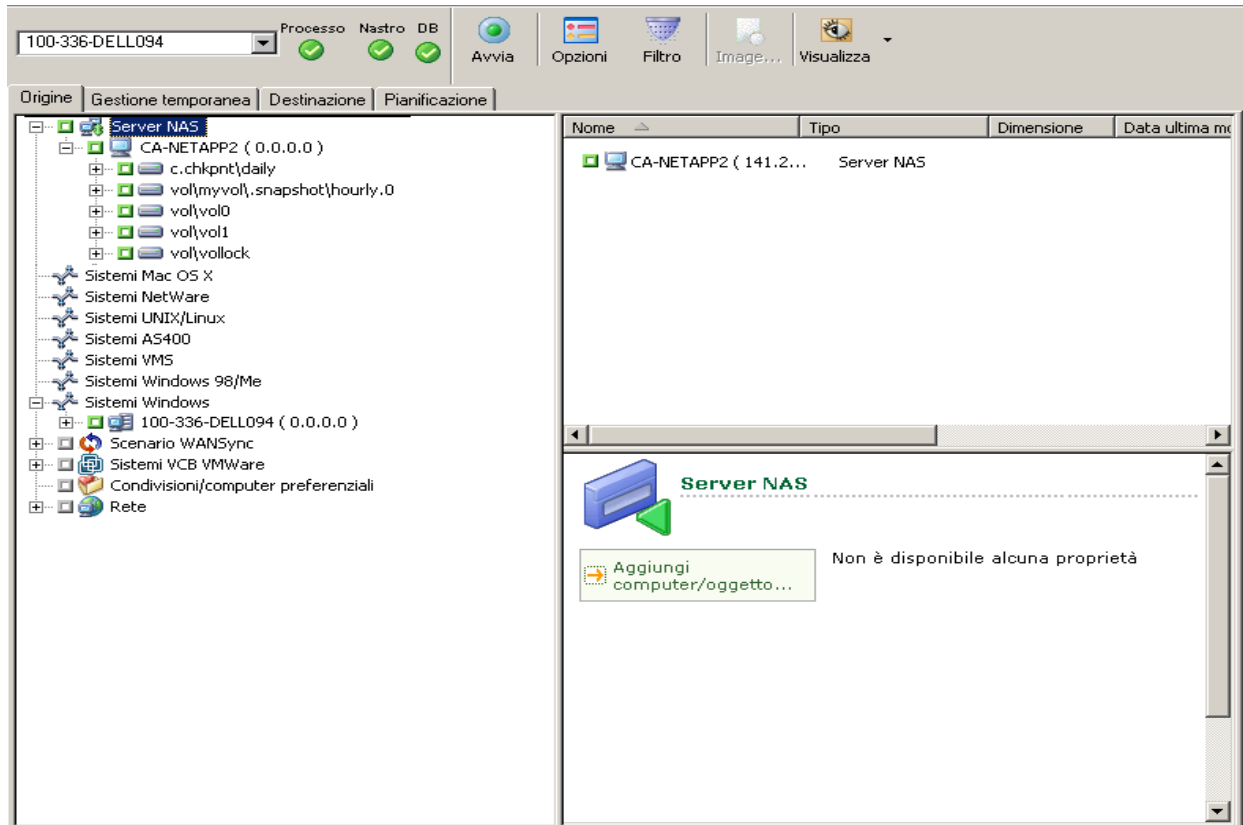 100-336-DELL094
Processo Nastro DB
Avvia
Opzioni
Filtro
Image...
Visualizza
Origine
Gestione temporanea
Destinazione
Pianificazione
Server NAS
CA-NETAPP2 ( 0.0.0.0 )
c.chkpnt\daily
vol\myvol\.snapshot\hourly.0
vol\vol0
vol\vol1
vol\vollock
Sistemi Mac OS X
Sistemi NetWare
Sistemi UNIX/Linux
Sistemi AS400
Sistemi VMS
Sistemi Windows 98/Me
Sistemi Windows
100-336-DELL094 ( 0.0.0.0 )
Scenario WANSync
Sistemi VCB VMWare
Condivisioni/computer preferenziali
Rete
Nome Tipo Dimensione Data ultima mo
CA-NETAPP2 ( 141.2... Server NAS
Server NAS
Aggiungi
computer/oggetto...
Non è disponibile alcuna proprietà